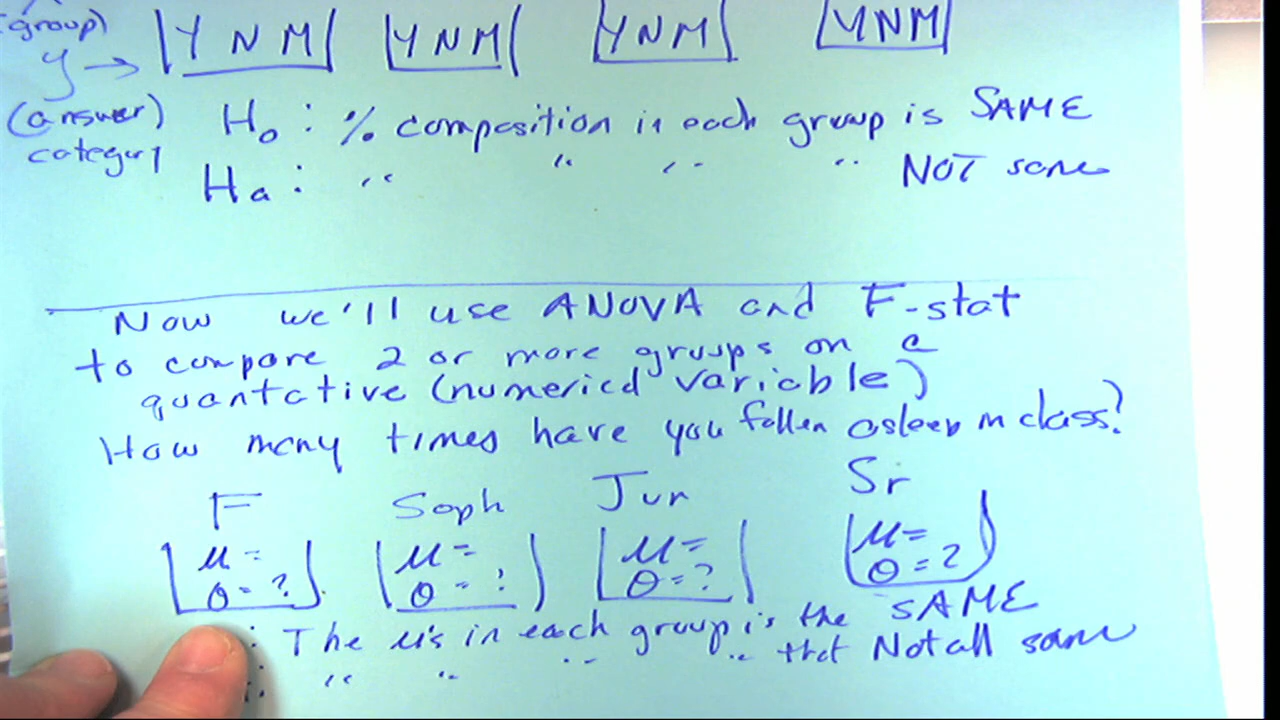 (group) |Y N M| |Y N M| |Y N M| |Y N M|
y →
(answer) H₀ : % composition in each group is SAME
category Ha : " " " " NOT same
Now we'll use ANOVA and F-stat
to compare 2 or more groups on a
quantative (numerical variable)
How many times have you fallen asleep in class?
F Soph Jun Sr
μ = μ = μ = μ =
σ = ? σ = ? σ = ? σ = ?
: The μ's in each group is the SAME
: " " " " " that Not all same